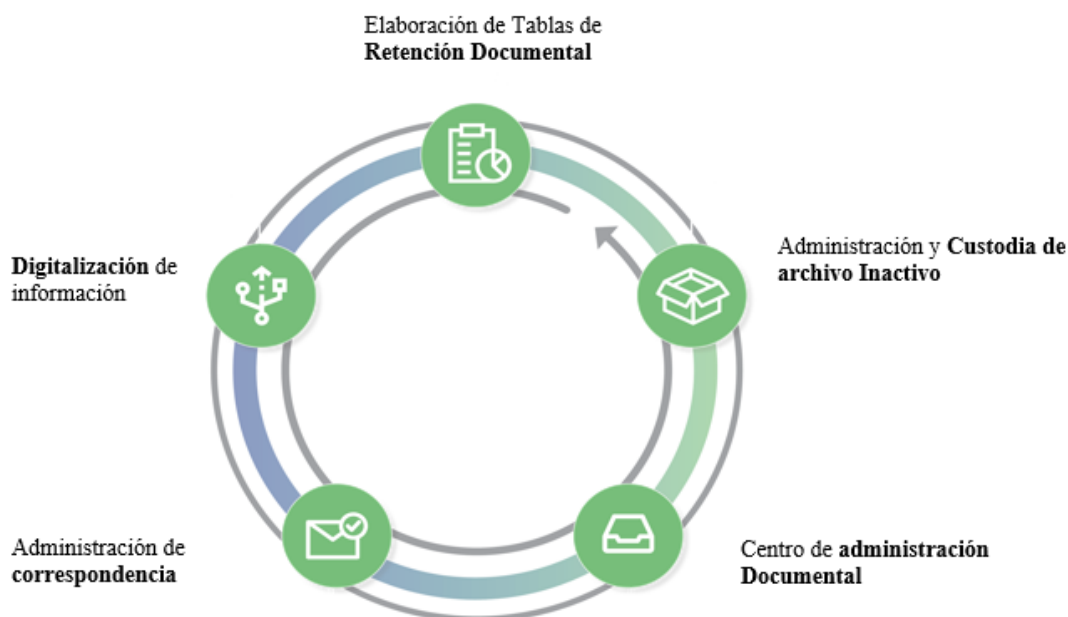 Elaboración de Tablas de
Retención Documental
Digitalización de
información
Administración y Custodia de
archivo Inactivo
Administración de
correspondencia
Centro de administración
Documental